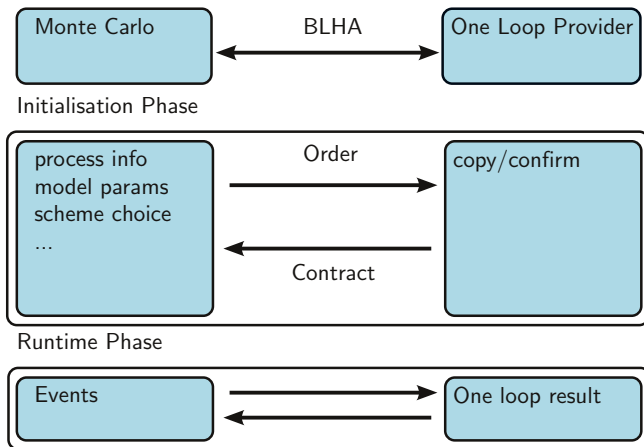 Monte Carlo
BLHA
One Loop Provider
Initialisation Phase
process info
model params
scheme choice
...
Order
Contract
copy/confirm
Runtime Phase
Events
One loop result